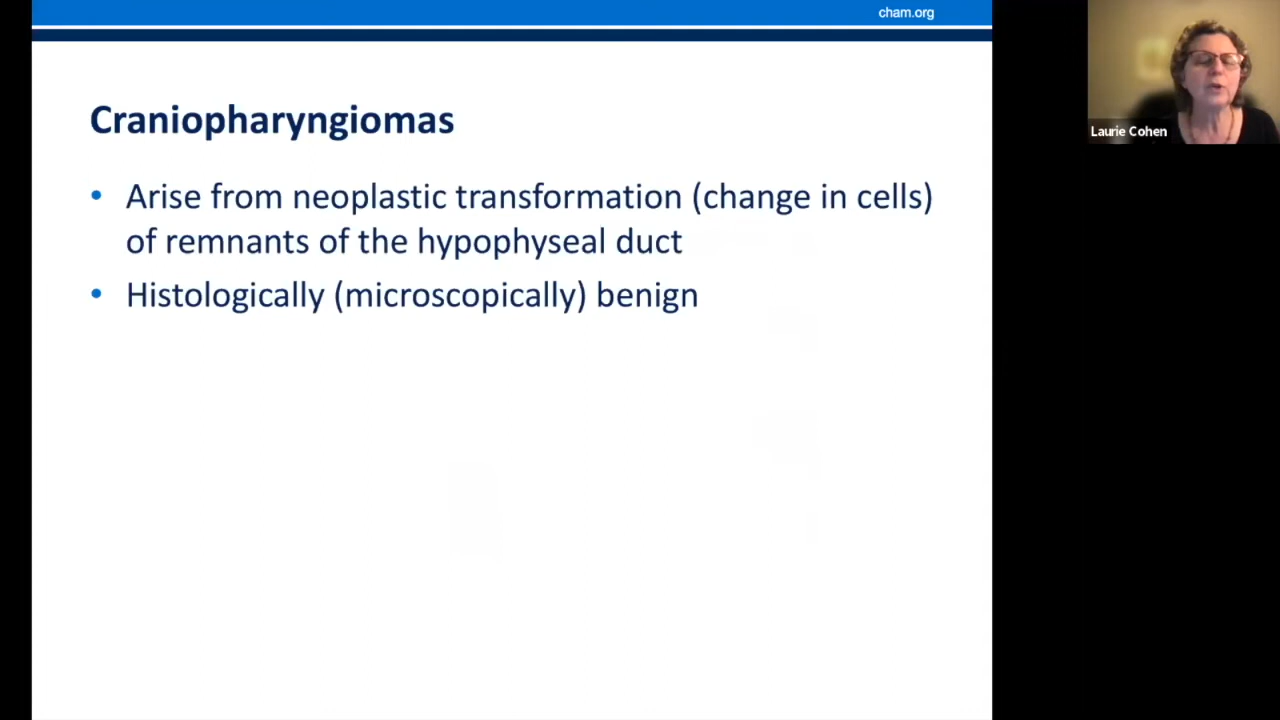 cham.org
Craniopharyngiomas
• Arise from neoplastic transformation (change in cells)
of remnants of the hypophyseal duct
• Histologically (microscopically) benign
Laurie Cohen